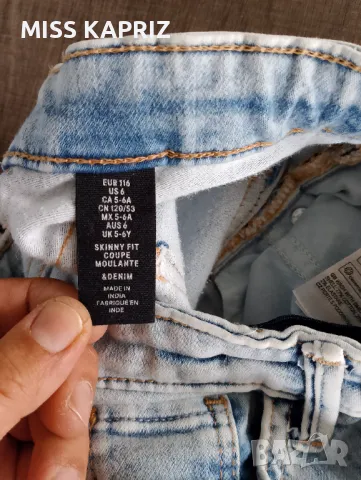 MISS KAPRIZ
EUR 116
US 6
CA 5-6A
CN 120/53
MX 5-6A
AUS 6
UK 5-6Y
SKINNY FIT
COUPE
MOULANTE
&DENIM
MADE IN
INDIA
FABRIQUE EN
INDE
BAZAR